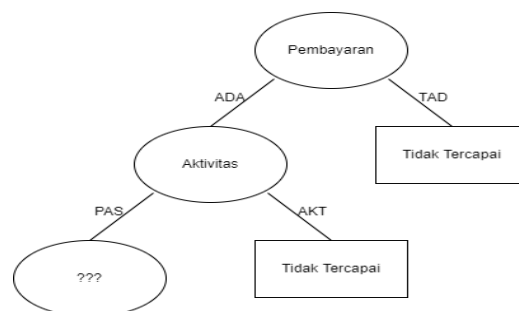 Pembayaran
ADA
TAD
Aktivitas
Tidak Tercapai
PAS
AKT
???
Tidak Tercapai